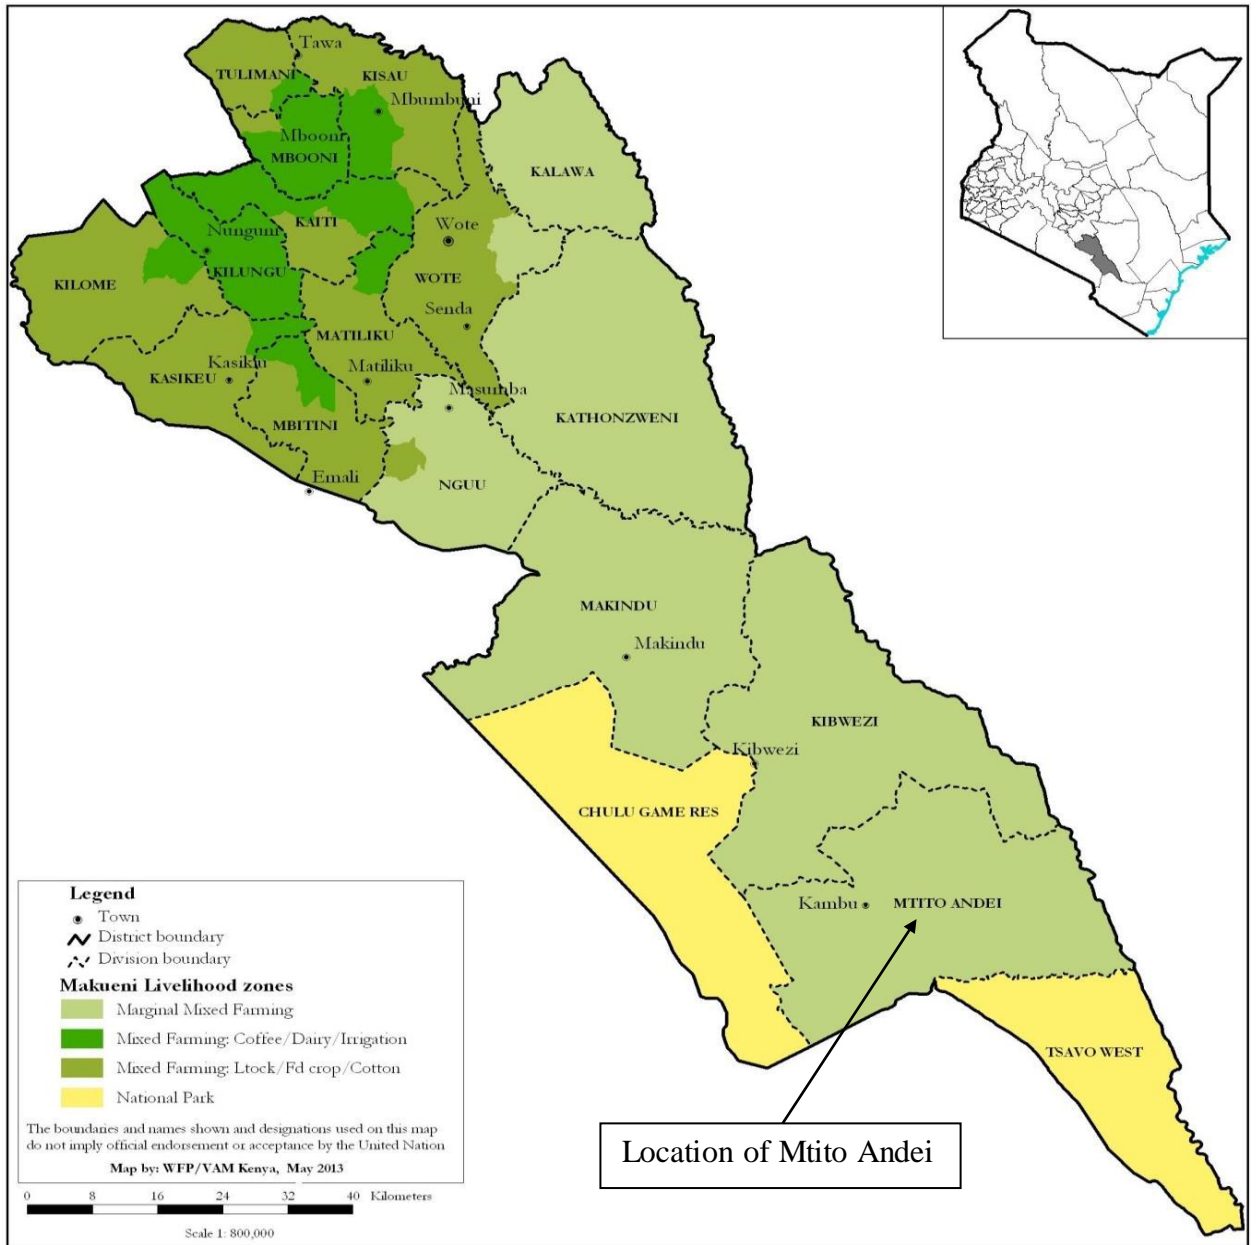 Tawa
TULIMANI
KISAU
Mbumbuni
Mbooni
MBOONI
KALAWA
KAITI
Wote
Nunguni
KILUNGU
WOTE
KILOME
Senda
MATILIKU
Kasikiu
Matiliku
KASIKEU
Masumba
KATHONZWENI
MBITINI
Emali
NGUU
MAKINDU
Makindu
KIBWEZI
Kibwezi
CHULU GAME RES
Kambu
MTITO ANDEI
TSAVO WEST
Location of Mtito Andei
Legend
Town
District boundary
Division boundary
Makueni Livelihood zones
Marginal Mixed Farming
Mixed Farming: Coffee/Dairy/Irrigation
Mixed Farming: Ltock/Fd crop/Cotton
National Park
The boundaries and names shown and designations used on this map
do not imply official endorsement or acceptance by the United Nation
Map by: WFP/VAM Kenya, May 2013
0 8 16 24 32 40 Kilometers
Scale 1: 800,000